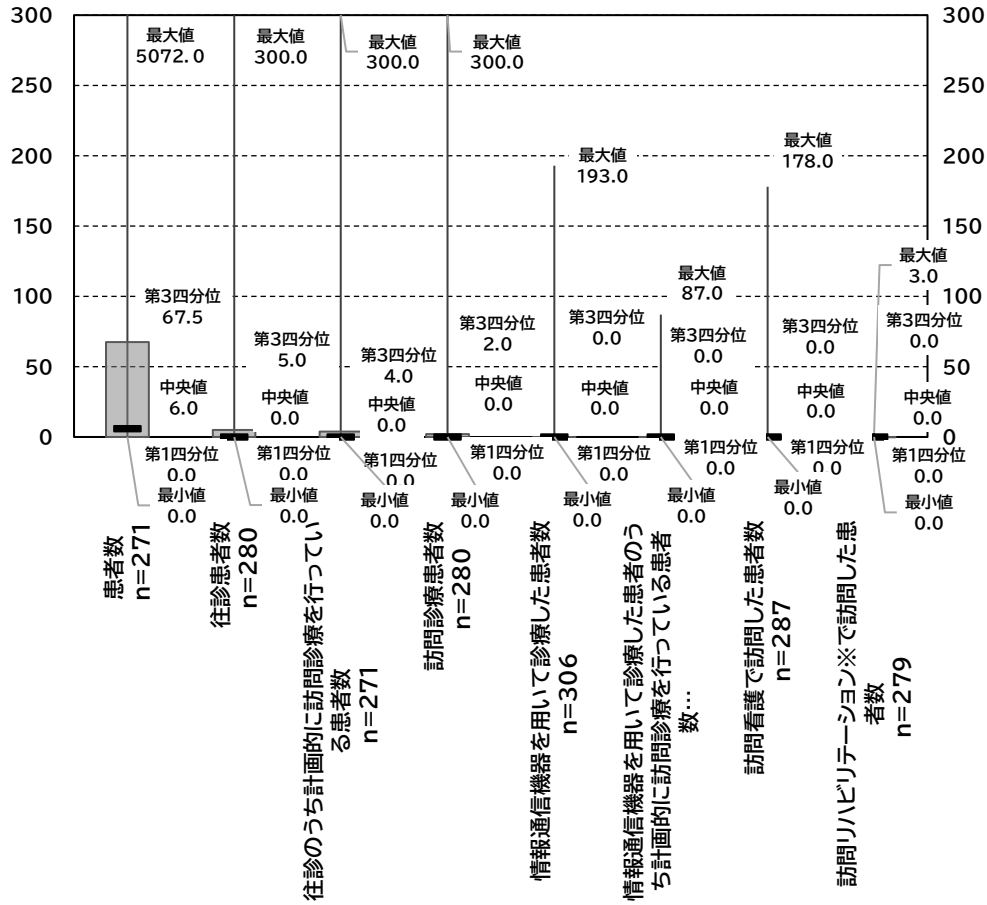 300
250
200
150
100
50
0
300
250
200
150
100
50
0
最大値
5072.0
第3四分位
67.5
中央値
6.0
第1四分位
0.0
最小値
0.0
患者数
n=271
最大値
300.0
第3四分位
5.0
中央値
0.0
第1四分位
0.0
最小値
0.0
往診患者数
n=280
最大値
300.0
第3四分位
4.0
中央値
0.0
第1四分位
0.0
最小値
0.0
往診のうち計画的に訪問診療を行ってい
る患者数
n=271
最大値
300.0
第3四分位
2.0
中央値
0.0
第1四分位
0.0
最小値
0.0
訪問診療患者数
n=280
最大値
193.0
第3四分位
0.0
中央値
0.0
第1四分位
0.0
最小値
0.0
情報通信機器を用いて診療した患者数
n=306
最大値
87.0
第3四分位
0.0
中央値
0.0
第1四分位
0.0
最小値
0.0
情報通信機器を用いて診療した患者のう
ち計画的に訪問診療を行っている患者
数…
最大値
178.0
第3四分位
0.0
中央値
0.0
第1四分位
0.0
最小値
0.0
訪問看護で訪問した患者数
n=287
最大値
3.0
第3四分位
0.0
中央値
0.0
第1四分位
0.0
最小値
0.0
訪問リハビリテーション※で訪問した患
者数
n=279